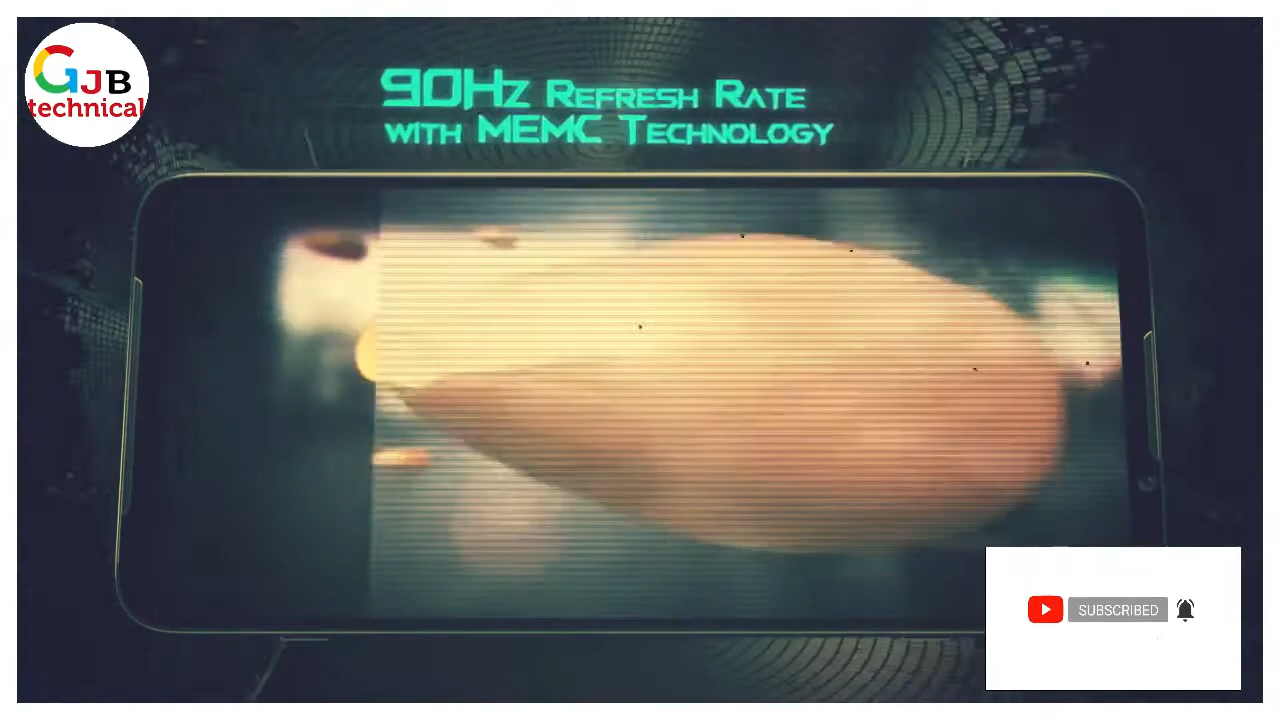 GJB
technical
90Hz Refresh Rate
with MEMC Technology
SUBSCRIBED